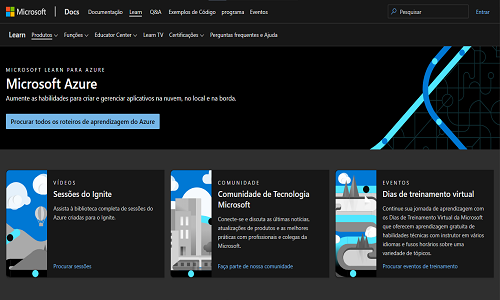 Microsoft Docs Documentação Learn Q&A Exemplos de Código programa Eventos Pesquisar Entrar
Learn Produtos Funções Educator Center Learn TV Certificações Perguntas frequentes e Ajuda
MICROSOFT LEARN PARA AZURE
Microsoft Azure
Aumente as habilidades para criar e gerenciar aplicativos na nuvem, no local e na borda.
Procurar todos os roteiros de aprendizagem do Azure
VÍDEOS
Sessões do Ignite
Assista à biblioteca completa de sessões do
Azure criadas para o Ignite.
Procurar sessões
COMUNIDADE
Comunidade de Tecnologia
Microsoft
Conecte-se e discuta as últimas notícias,
atualizações de produtos e as melhores
práticas com profissionais e colegas da
Microsoft.
Faça parte de nossa comunidade
EVENTOS
Dias de treinamento virtual
Continue sua jornada de aprendizagem com
os Dias de Treinamento Virtual da Microsoft
que oferecem aprendizagem gratuita de
habilidades técnicas com instrutor em vários
idiomas e fusos horários sobre uma
variedade de tópicos.
Procurar eventos de treinamento